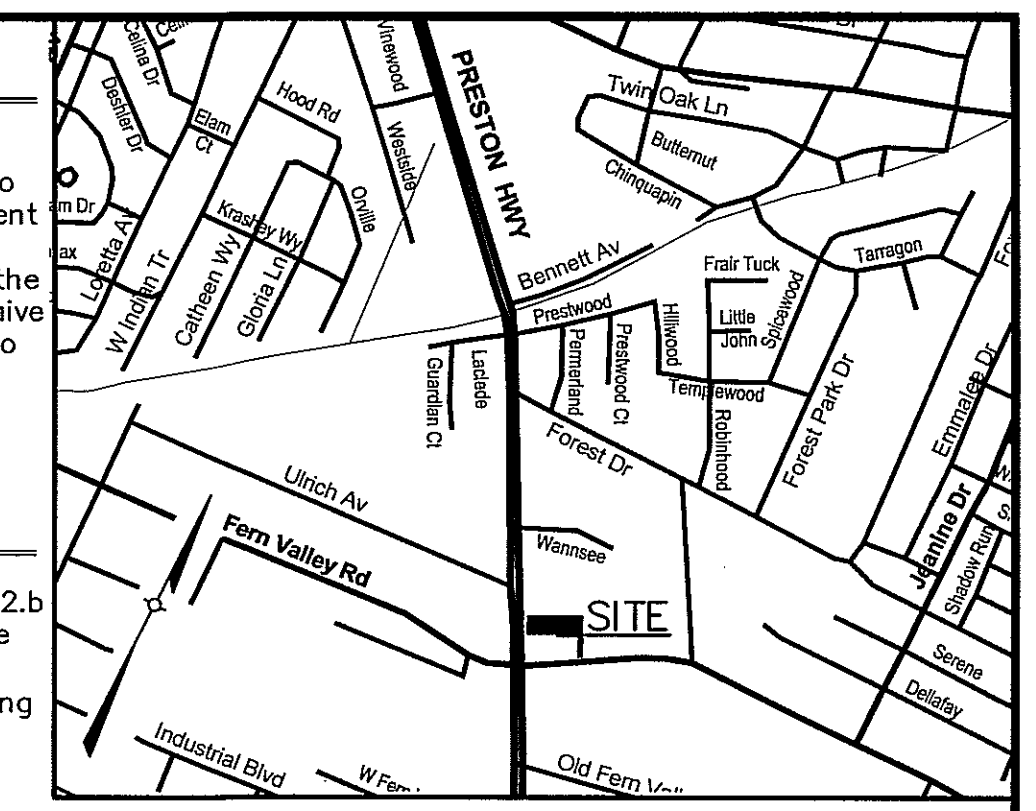 o
ent
the
aive
o
2.b
e
ng
Celina Dr
Deshler Dr
Elam
Ct
am Dr
Loretta Av
W Indian Tr
Hood Rd
Krashey Wy
Catheen Wy
Gloria Ln
Orville
Vinewood
Westside
PRESTON HWY
Twin Oak Ln
Butternut
Chinquapin
Bennett Av
Prestwood
Frair Tuck
Little
John
Spicewood
Tarragon
Hlliwood
Permerland
Prestwood Ct
Templewood
Robinhood
Laclede
Guardian Ct
Forest Dr
Forest Park Dr
Emmalee Dr
Jeanine Dr
Shadow Run
Ulrich Av
Fern Valley Rd
Wannsee
SITE
Serene
Dellafay
Industrial Blvd
W Fern
Old Fern